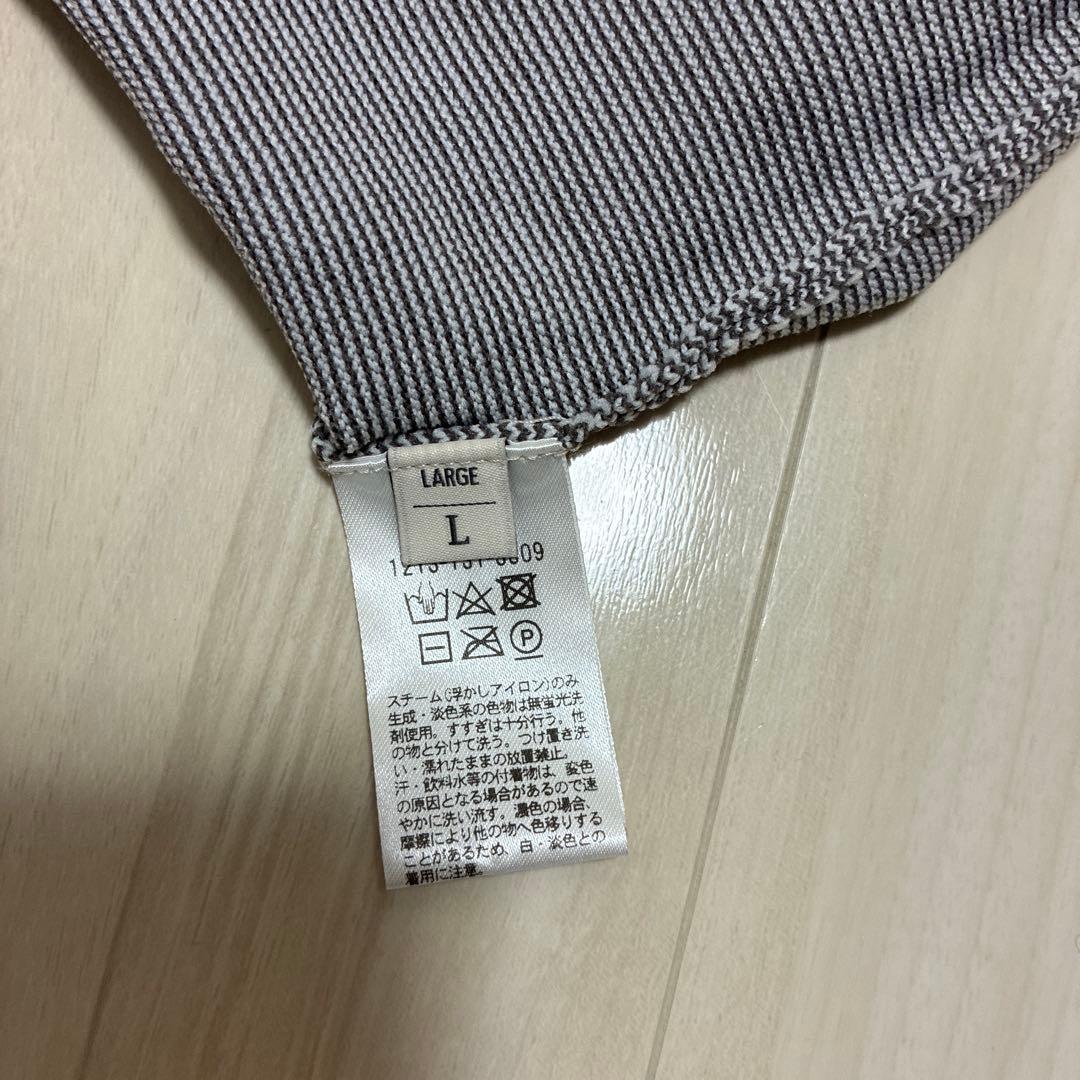 LARGE
L
スチーム(浮かしアイロン)のみ
生成・淡色系の色物は無蛍光洗
剤使用。すすぎは十分行う。他
の物と分けて洗う。つけ置き洗
い・濡れたままの放置禁止。
汗・飲料水等の付着物は、変色
の原因となる場合があるので速
やかに洗い流す。濃色の場合、
摩擦により他の物へ色移りする
ことがあるため、白・淡色との
着用に注意。